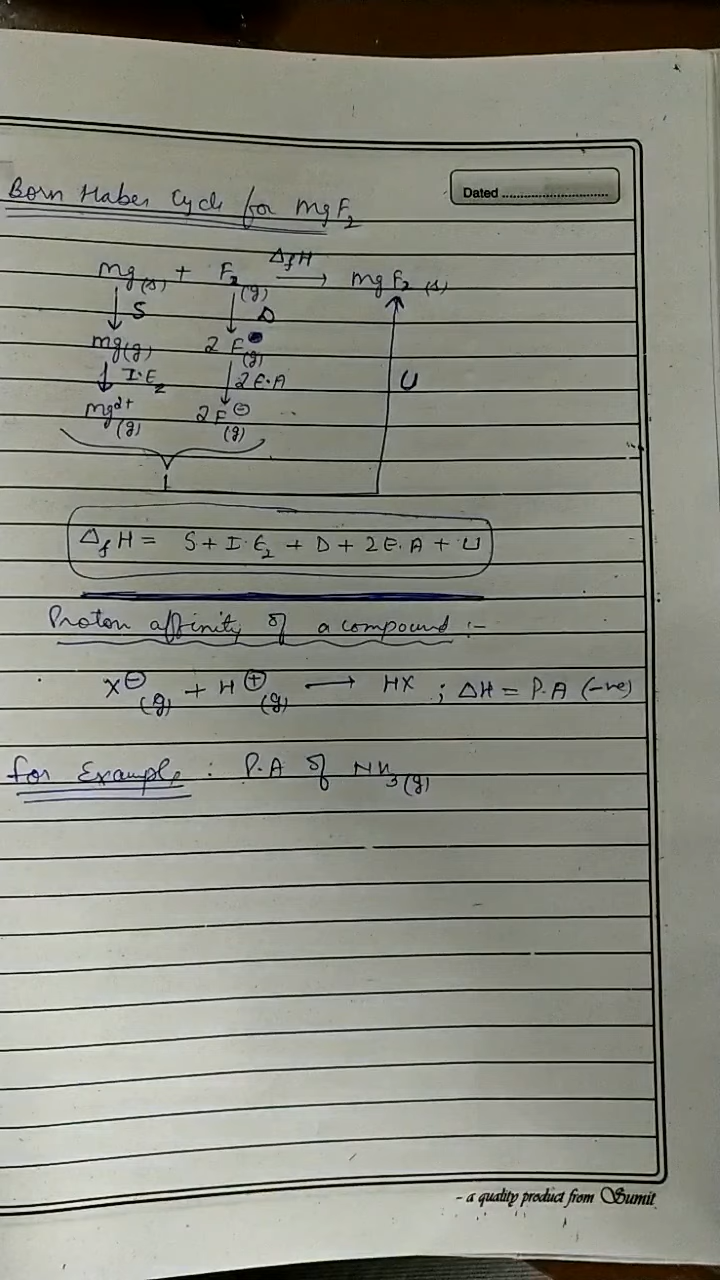 Born Haber Cycle for MgF₂
Dated ..............................
Mg(s) + F₂(g) ΔfH → MgF₂(s)
↓ S ↓ D
Mg(g) 2F(g)
↓ I.E₂ ↓ 2E.A U
Mg²⁺(g) 2F⊖(g)
ΔfH = S + I.E₂ + D + 2E.A + U
Proton affinity of a compound :-
X⊖(g) + H⊕(g) → HX ; ΔH = P.A (-ve)
For Example : P.A of NH₃(g)
- a quality product from Sumit